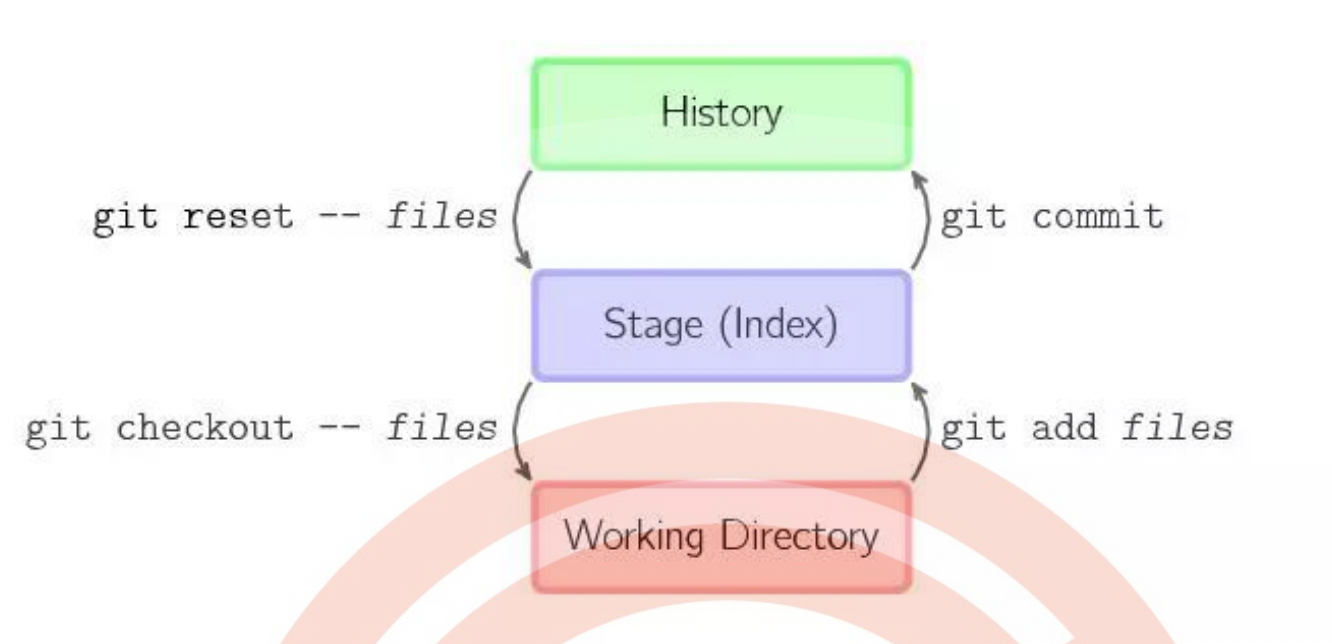 History
git reset -- files
git commit
Stage (Index)
git checkout -- files
git add files
Working Directory